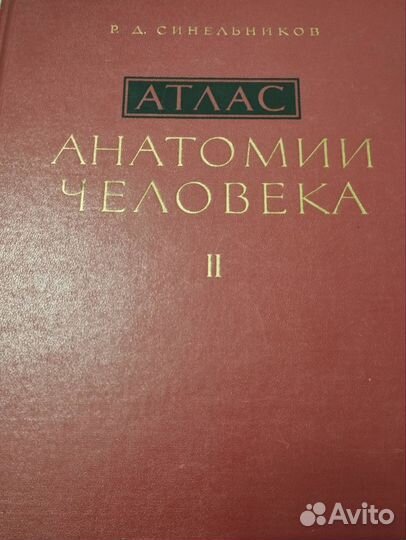 Р. Д. СИНЕЛЬНИКОВ
АТЛАС
АНАТОМИИ
ЧЕЛОВЕКА
II
Avito